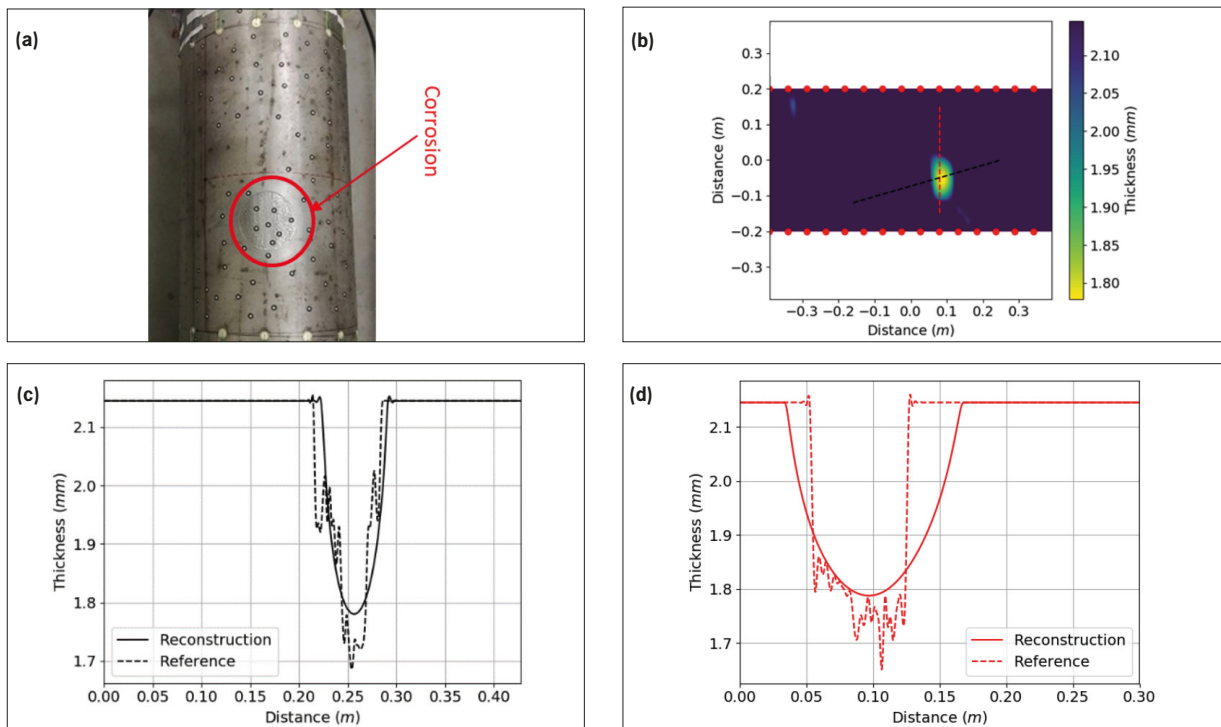 (a)
Corrosion
(b)
0.3
0.2
0.1
0.0
−0.1
−0.2
−0.3
Distance (m)
−0.3 −0.2 −0.1 0.0 0.1 0.2 0.3
Distance (m)
2.10
2.05
2.00
1.95
1.90
1.85
1.80
Thickness (mm)
(c)
2.1
2.0
1.9
1.8
1.7
Thickness (mm)
Reconstruction
Reference
0.00 0.05 0.10 0.15 0.20 0.25 0.30 0.35 0.40
Distance (m)
(d)
2.1
2.0
1.9
1.8
1.7
Thickness (mm)
Reconstruction
Reference
0.00 0.05 0.10 0.15 0.20 0.25 0.30
Distance (m)